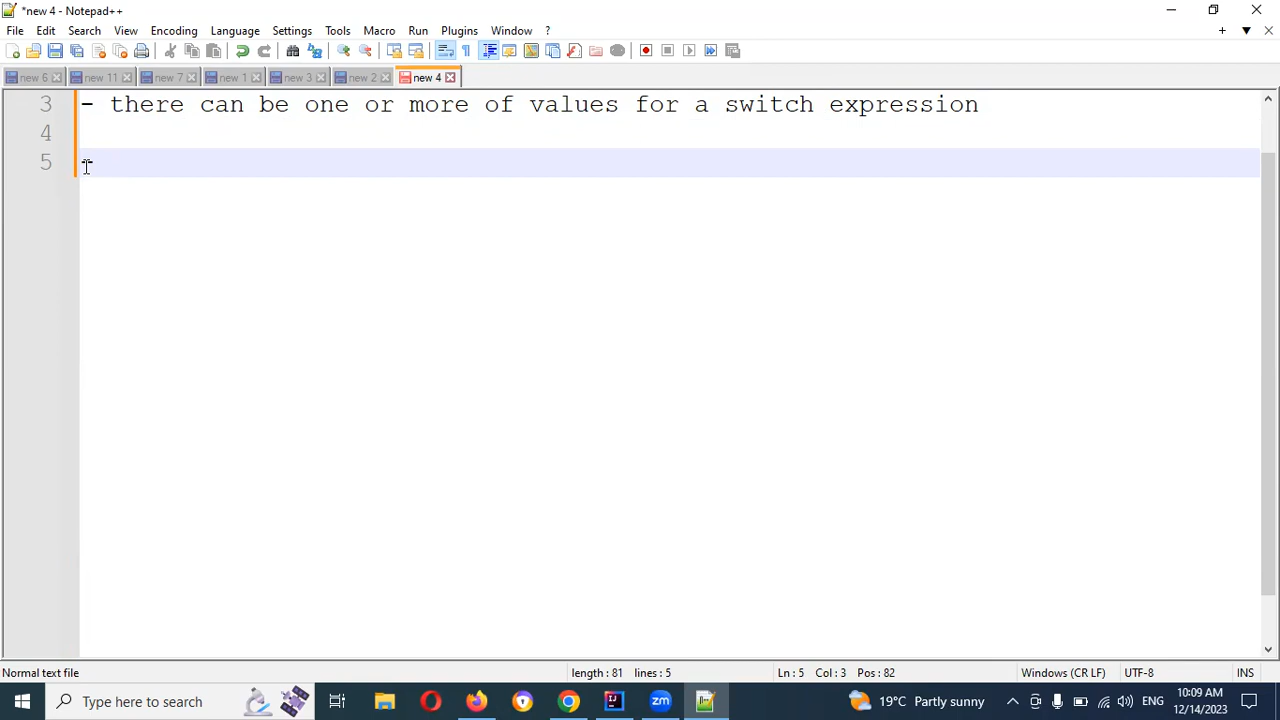 *new 4 - Notepad++
File Edit Search View Encoding Language Settings Tools Macro Run Plugins Window ?
new 6 new 11 new 7 new 1 new 3 new 2 new 4
3 - there can be one or more of values for a switch expression
4
5 -
Normal text file length : 81 lines : 5 Ln : 5 Col : 3 Pos : 82 Windows (CR LF) UTF-8 INS
Type here to search zm 19°C Partly sunny ENG 10:09 AM
12/14/2023